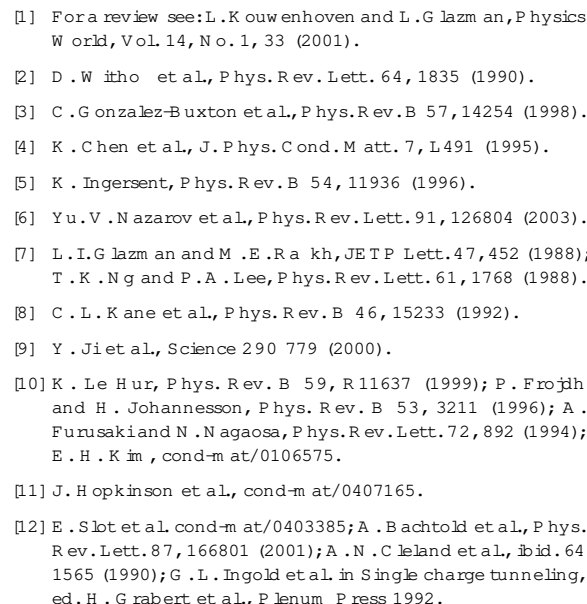 [1] For a review see: L. Kouwenhoven and L. Glazman, Physics
World, Vol. 14, No. 1, 33 (2001).
[2] D. Witho et al., Phys. Rev. Lett. 64, 1835 (1990).
[3] C. Gonzalez-Buxton et al., Phys. Rev. B 57, 14254 (1998).
[4] K. Chen et al., J. Phys. Cond. Matt. 7, L491 (1995).
[5] K. Ingersent, Phys. Rev. B 54, 11936 (1996).
[6] Yu. V. Nazarov et al., Phys. Rev. Lett. 91, 126804 (2003).
[7] L. I. Glazman and M. E. Ra kh, JETP Lett. 47, 452 (1988);
T. K. Ng and P. A. Lee, Phys. Rev. Lett. 61, 1768 (1988).
[8] C. L. Kane et al., Phys. Rev. B 46, 15233 (1992).
[9] Y. Ji et al., Science 290 779 (2000).
[10] K. Le Hur, Phys. Rev. B 59, R11637 (1999); P. Frojdh
and H. Johannesson, Phys. Rev. B 53, 3211 (1996); A.
Furusaki and N. Nagaosa, Phys. Rev. Lett. 72, 892 (1994);
E. H. Kim, cond-mat/0106575.
[11] J. Hopkinson et al., cond-mat/0407165.
[12] E. Slot et al. cond-mat/0403385; A. Bachtold et al., Phys.
Rev. Lett. 87, 166801 (2001); A. N. Cleland et al., ibid. 64
1565 (1990); G. L. Ingold et al. in Single charge tunneling,
ed. H. Grabert et al., Plenum Press 1992.